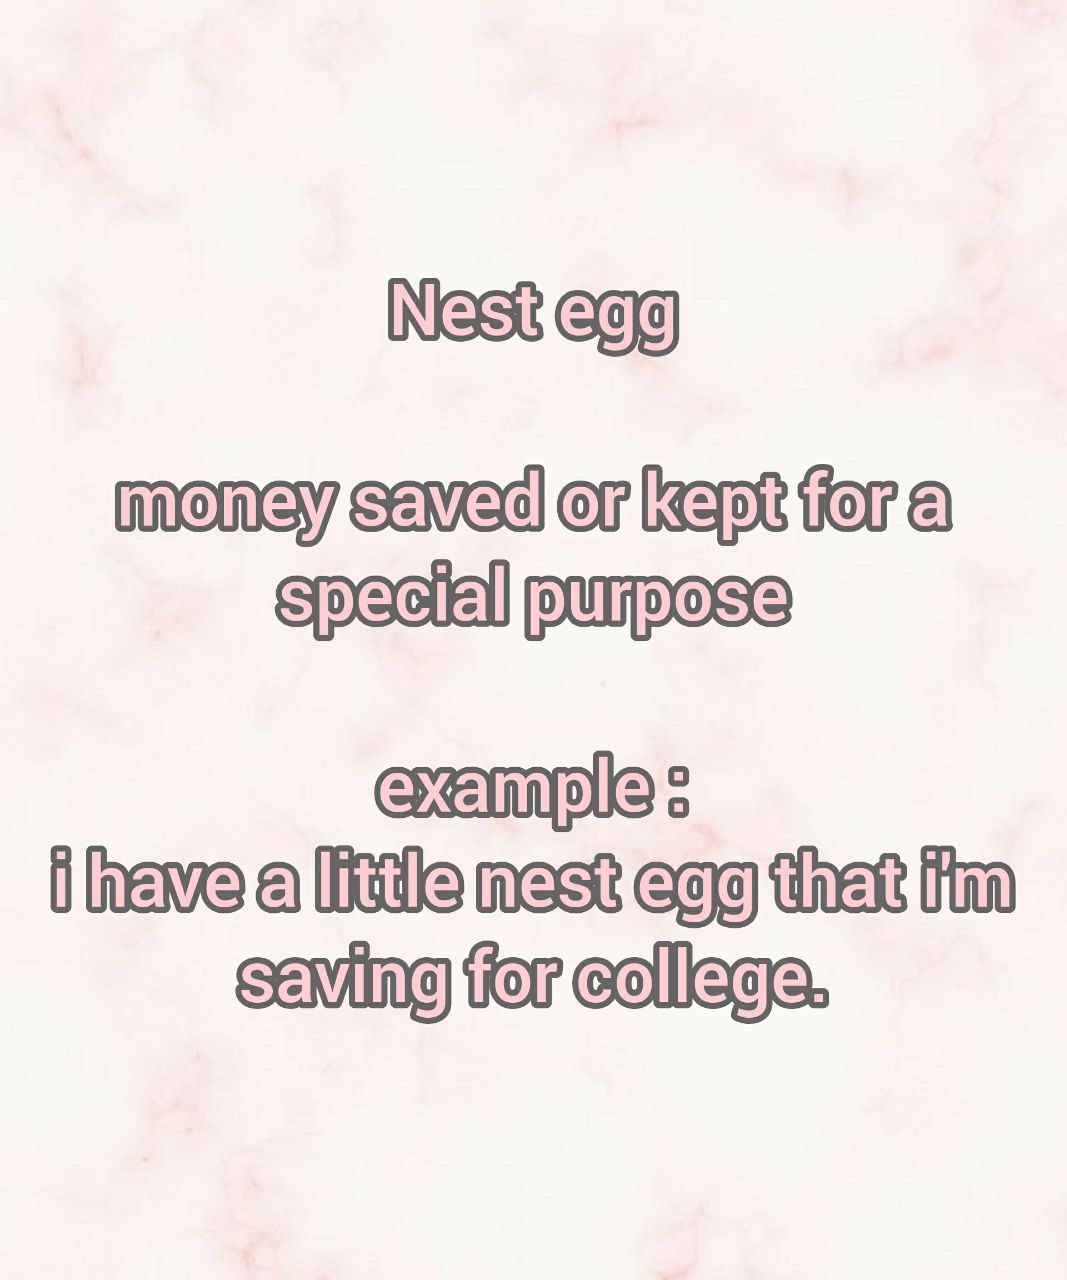 Nest egg
money saved or kept for a
special purpose
example :
i have a little nest egg that i'm
saving for college.